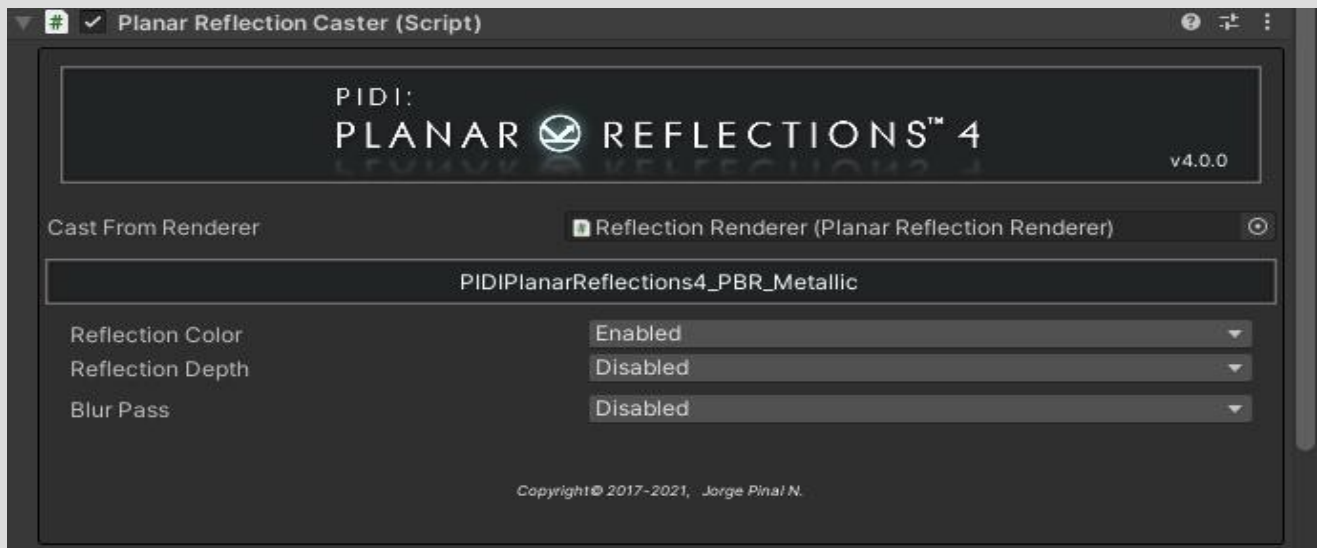 # Planar Reflection Caster (Script)
PIDI:
PLANAR REFLECTIONS™ 4
v4.0.0
Cast From Renderer
# Reflection Renderer (Planar Reflection Renderer)
PIDIPlanarReflections4_PBR_Metallic
Reflection Color Enabled
Reflection Depth Disabled
Blur Pass Disabled
Copyright© 2017-2021, Jorge Pinal N.